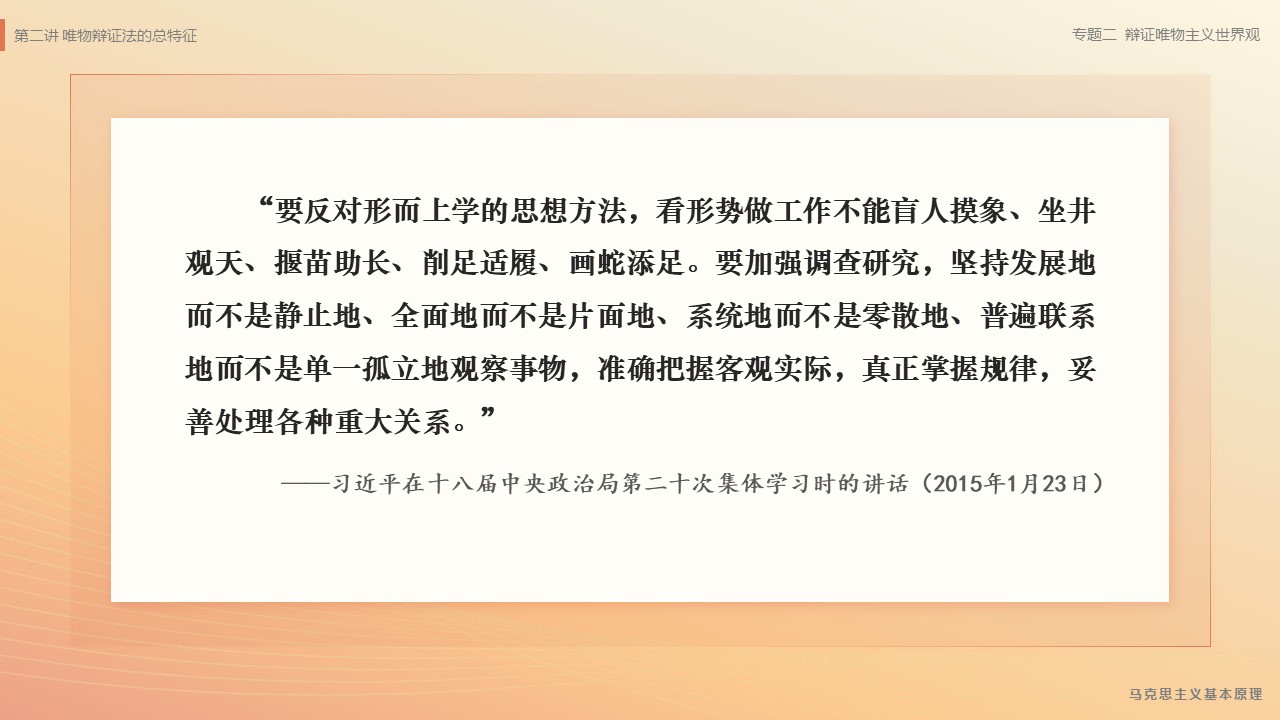 第二讲 唯物辩证法的总特征
专题二 辩证唯物主义世界观
“要反对形而上学的思想方法，看形势做工作不能盲人摸象、坐井
观天、揠苗助长、削足适履、画蛇添足。要加强调查研究，坚持发展地
而不是静止地、全面地而不是片面地、系统地而不是零散地、普遍联系
地而不是单一孤立地观察事物，准确把握客观实际，真正掌握规律，妥
善处理各种重大关系。”
——习近平在十八届中央政治局第二十次集体学习时的讲话（2015年1月23日）
马克思主义基本原理